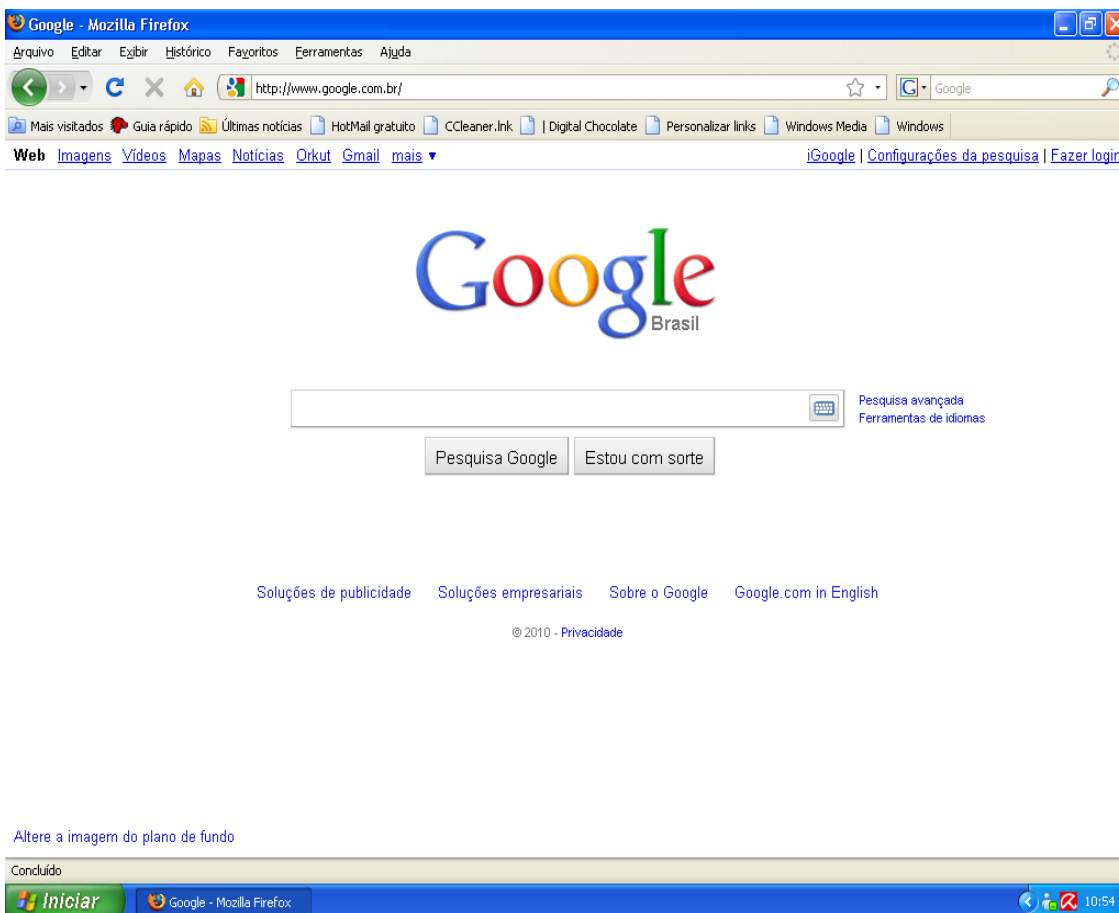 Google - Mozilla Firefox
Arquivo Editar Exibir Histórico Favoritos Ferramentas Ajuda
http://www.google.com.br/ G Google
Mais visitados Guia rápido Últimas notícias HotMail gratuito CCleaner.lnk | Digital Chocolate Personalizar links Windows Media Windows
Web Imagens Vídeos Mapas Notícias Orkut Gmail mais ▼ iGoogle | Configurações da pesquisa | Fazer login
Google
Brasil
Pesquisa avançada
Ferramentas de idiomas
Pesquisa Google Estou com sorte
Soluções de publicidade Soluções empresariais Sobre o Google Google.com in English
© 2010 - Privacidade
Altere a imagem do plano de fundo
Concluído
Iniciar Google - Mozilla Firefox 10:54